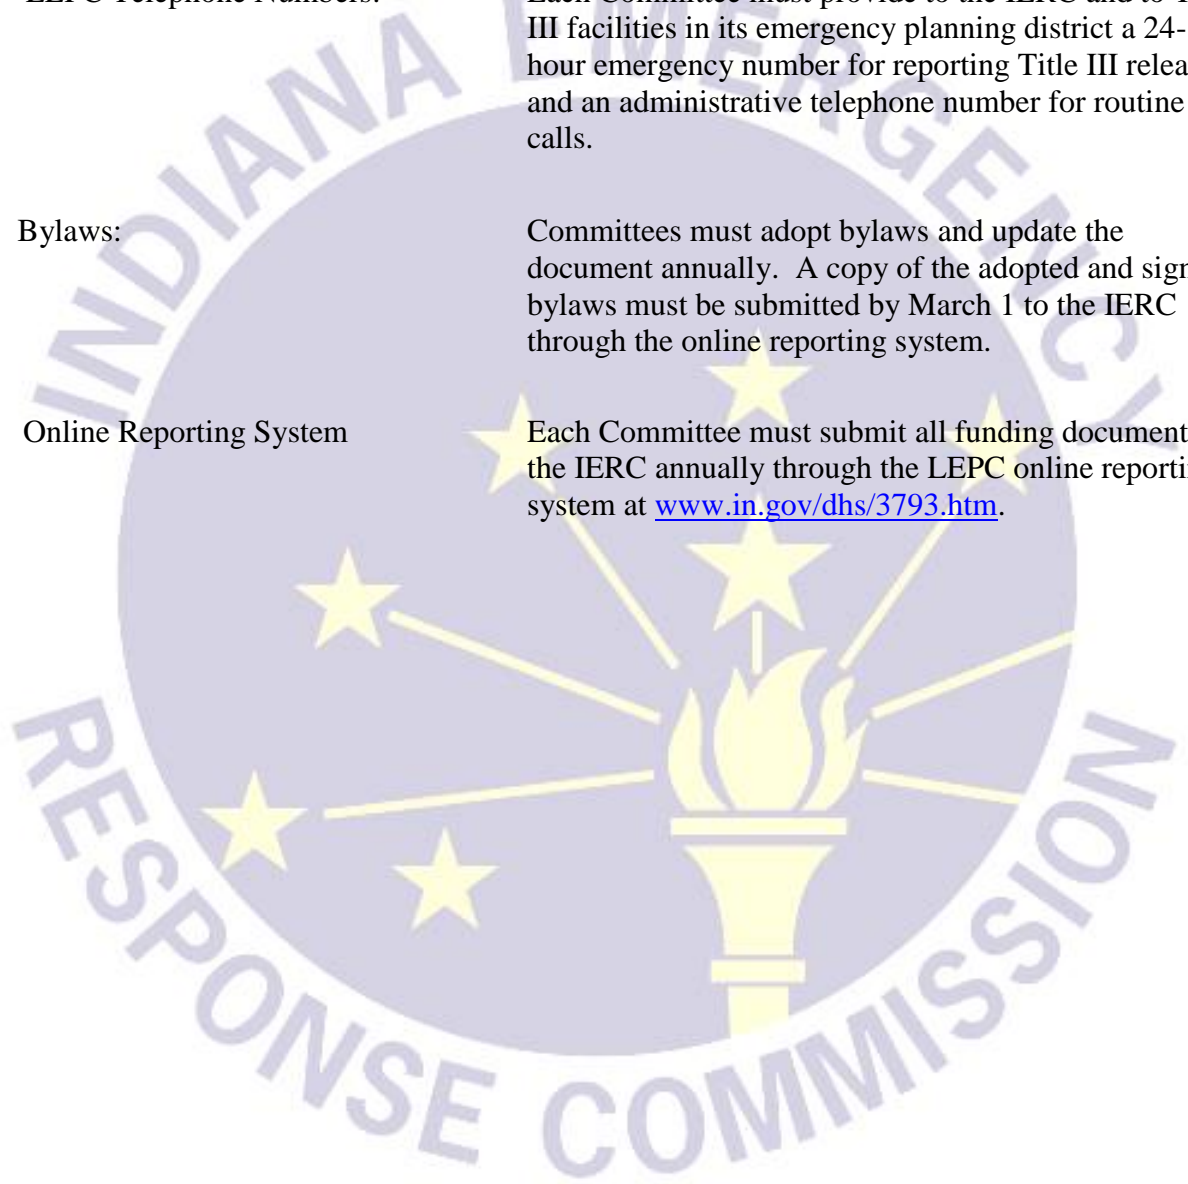 LEPC Telephone Numbers:
Each Committee must provide to the IERC and to
III facilities in its emergency planning district a 24-
hour emergency number for reporting Title III
and an administrative telephone number for routine
calls.
Bylaws:
Committees must adopt bylaws and update the
document annually. A copy of the adopted and
bylaws must be submitted by March 1 to the IERC
through the online reporting system.
Online Reporting System
Each Committee must submit all funding
the IERC annually through the LEPC online
system at www.in.gov/dhs/3793.htm.
INDIANA EMERGENCY
RESPONSE COMMISSION